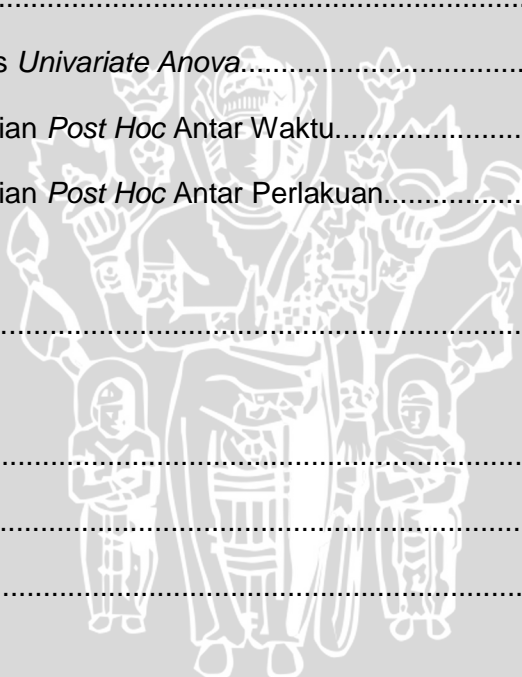 ........................................................
s Univariate Anova...............................
ian Post Hoc Antar Waktu.....................
ian Post Hoc Antar Perlakuan...............
........................................................
........................................................
........................................................
........................................................